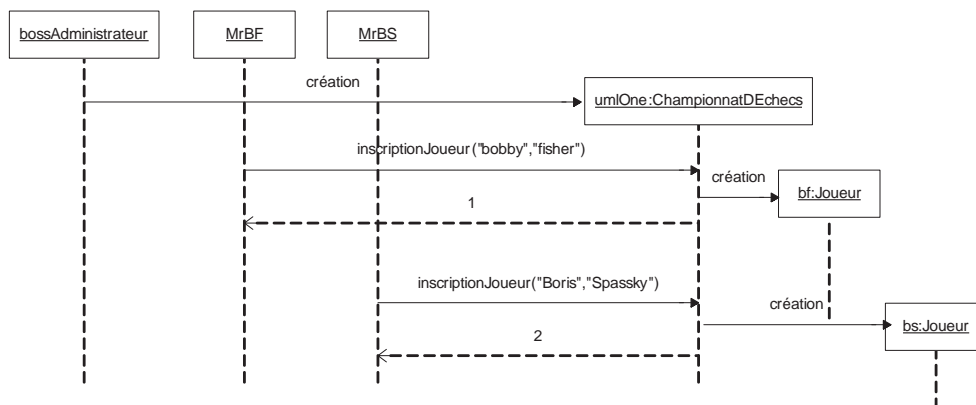 bossAdministrateur
MrBF
MrBS
création
umlOne:ChampionnatDEchecs
inscriptionJoueur("bobby","fisher")
création
bf:Joueur
1
inscriptionJoueur("Boris","Spassky")
création
bs:Joueur
2